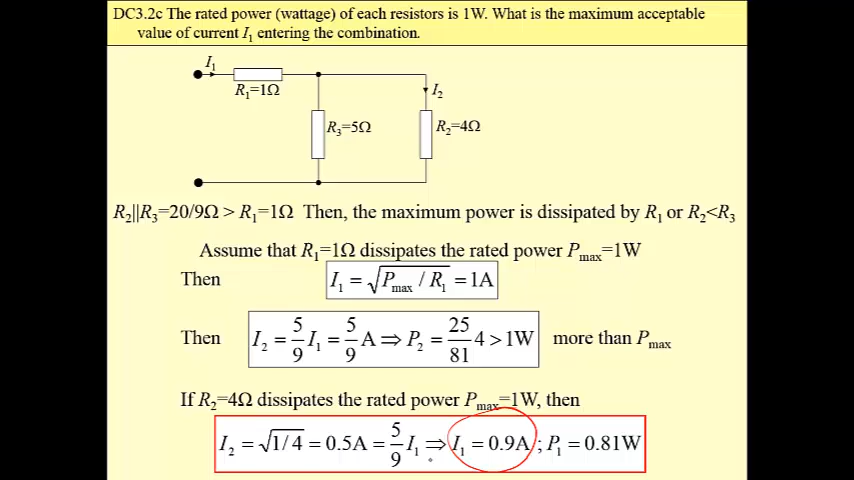 DC3.2c The rated power (wattage) of each resistors is 1W. What is the maximum acceptable
value of current I₁ entering the combination.
I₁
R₁=1Ω
I₂
R₃=5Ω
R₂=4Ω
R₂||R₃=20/9Ω > R₁=1Ω Then, the maximum power is dissipated by R₁ or R₂<R₃
Assume that R₁=1Ω dissipates the rated power Pmax=1W
Then I₁ = √(Pmax / R₁) = 1A
Then I₂ = 5/9 I₁ = 5/9 A ⇒ P₂ = 25/81 4 > 1W more than Pmax
If R₂=4Ω dissipates the rated power Pmax=1W, then
I₂ = √(1/4) = 0.5A = 5/9 I₁ ⇒ I₁ = 0.9A ; P₁ = 0.81W